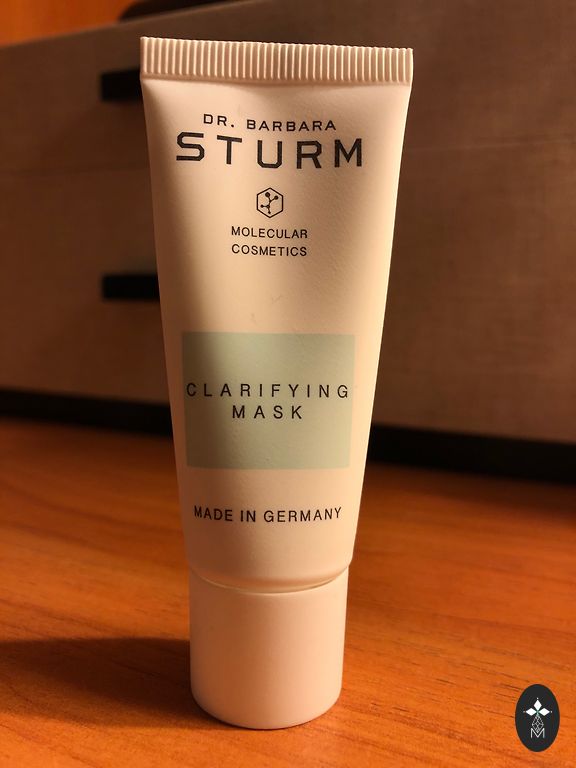 DR. BARBARA
STURM
MOLECULAR
COSMETICS
CLARIFYING
MASK
MADE IN GERMANY
M